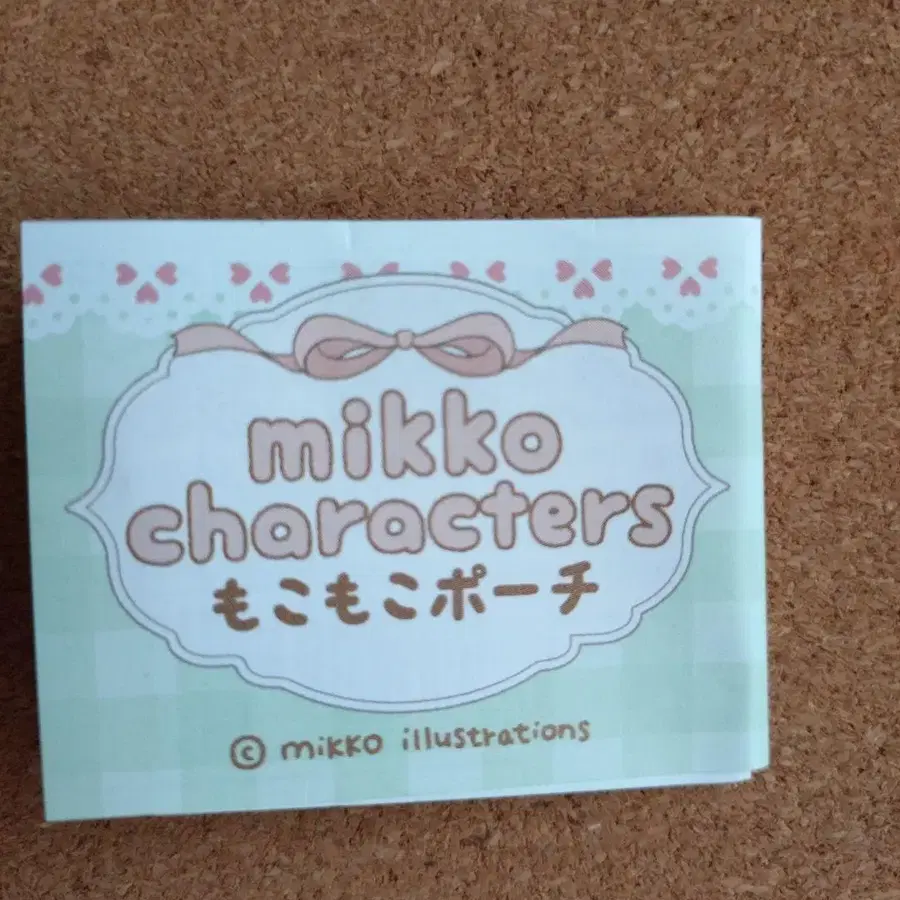 mikko
characters
もこもこポーチ
© mikko illustrations